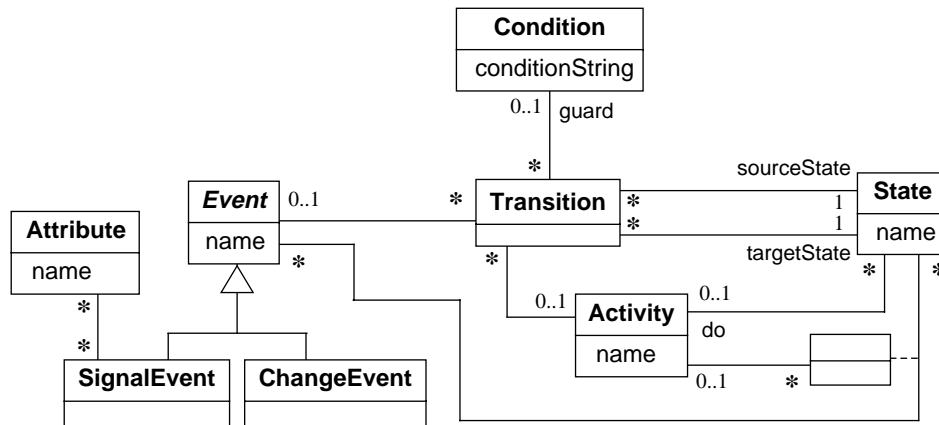 Condition
conditionString
0..1
guard
*
sourceState
Event
0..1
*
Transition
*
1
State
name
*
*
1
name
targetState
Attribute
name
*
*
*
*
0..1
Activity
name
0..1
do
*
*
0..1
*
SignalEvent
ChangeEvent